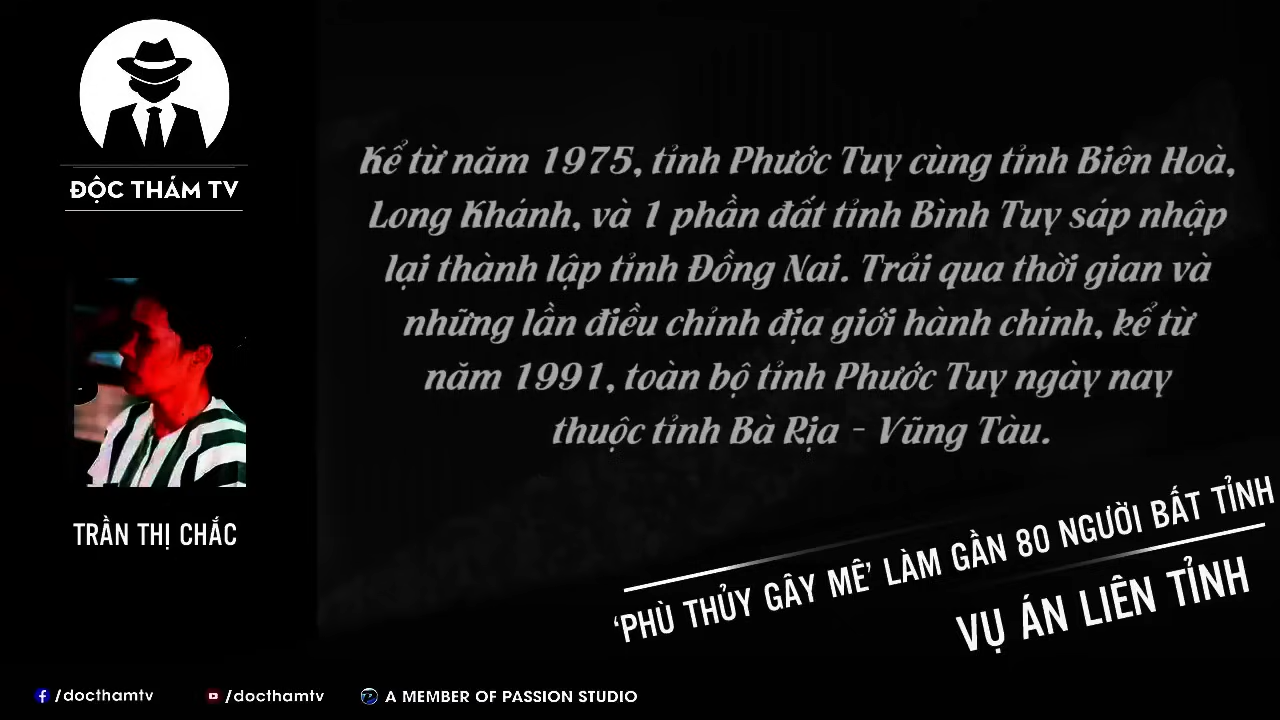 ĐỘC THÁM TV
TRẦN THỊ CHẮC
Kể từ năm 1975, tỉnh Phước Tuy cùng tỉnh Biên Hoà,
Long Khánh, và 1 phần đất tỉnh Bình Tuy sáp nhập
lại thành lập tỉnh Đồng Nai. Trải qua thời gian và
những lần điều chỉnh địa giới hành chính, kể từ
năm 1991, toàn bộ tỉnh Phước Tuy ngày nay
thuộc tỉnh Bà Rịa - Vũng Tàu.
‘PHÙ THỦY GÂY MÊ’ LÀM GẦN 80 NGƯỜI BẤT TỈNH
VỤ ÁN LIÊN TỈNH
/docthamtv /docthamtv A MEMBER OF PASSION STUDIO